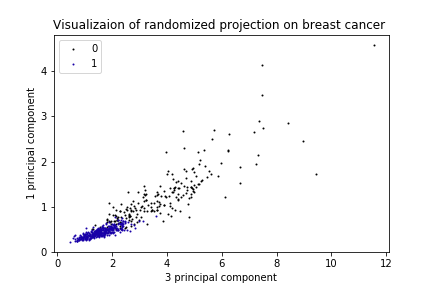 Visualizaion of randomized projection on breast cancer
0
1
4
3
2
1
0
1 principal component
0 2 4 6 8 10 12
3 principal component